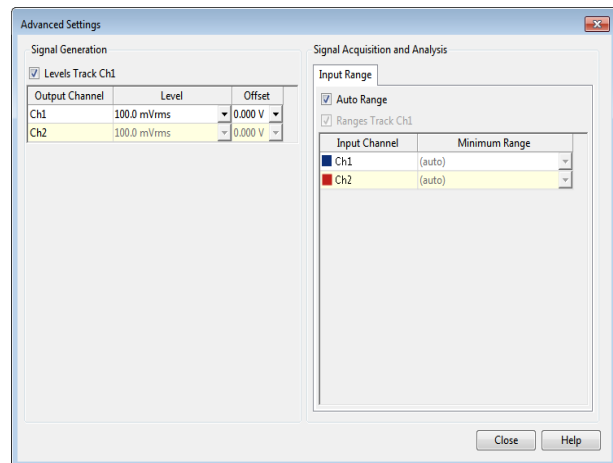 Advanced Settings
Signal Generation
Levels Track Ch1
Output Channel Level Offset
Ch1 100.0 mVrms 0.000 V
Ch2 100.0 mVrms 0.000 V
Signal Acquisition and Analysis
Input Range
Auto Range
Ranges Track Ch1
Input Channel Minimum Range
Ch1 (auto)
Ch2 (auto)
Close Help